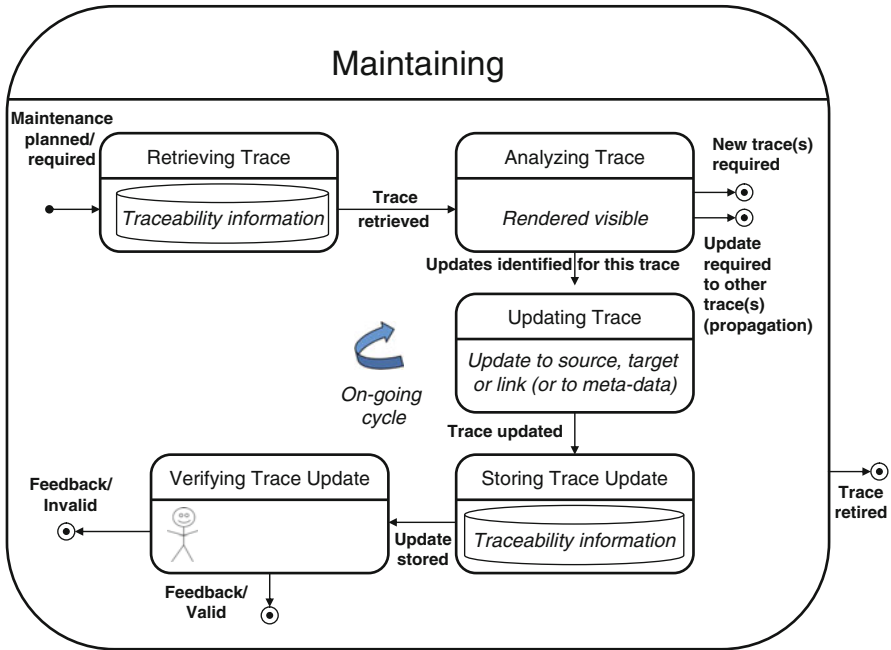 Maintaining
Maintenance
planned/
required
Retrieving Trace
Traceability information
Trace
retrieved
Analyzing Trace
Rendered visible
New trace(s)
required
Update
required
to other
trace(s)
(propagation)
Updates identified for this trace
Updating Trace
Update to source, target
or link (or to meta-data)
On-going
cycle
Trace updated
Storing Trace Update
Traceability information
Update
stored
Verifying Trace Update
Feedback/
Invalid
Feedback/
Valid
Trace
retired